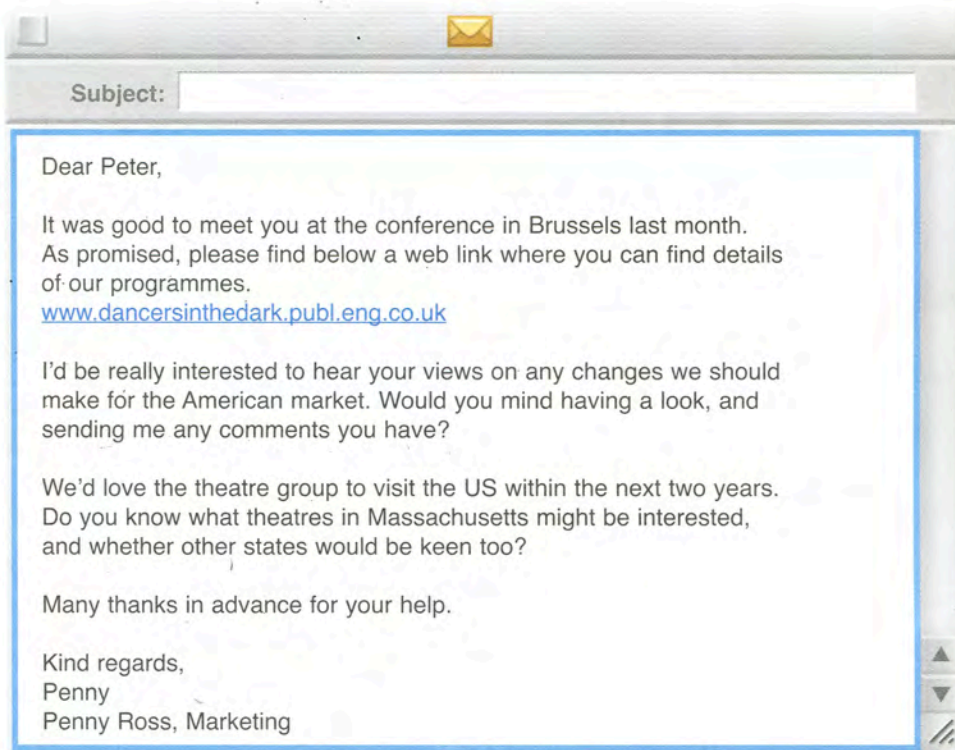 Subject:
Dear Peter,
It was good to meet you at the conference in Brussels last month.
As promised, please find below a web link where you can find details
of our programmes.
www.dancersinthedark.publ.eng.co.uk
I'd be really interested to hear your views on any changes we should
make for the American market. Would you mind having a look, and
sending me any comments you have?
We'd love the theatre group to visit the US within the next two years.
Do you know what theatres in Massachusetts might be interested,
and whether other states would be keen too?
Many thanks in advance for your help.
Kind regards,
Penny
Penny Ross, Marketing